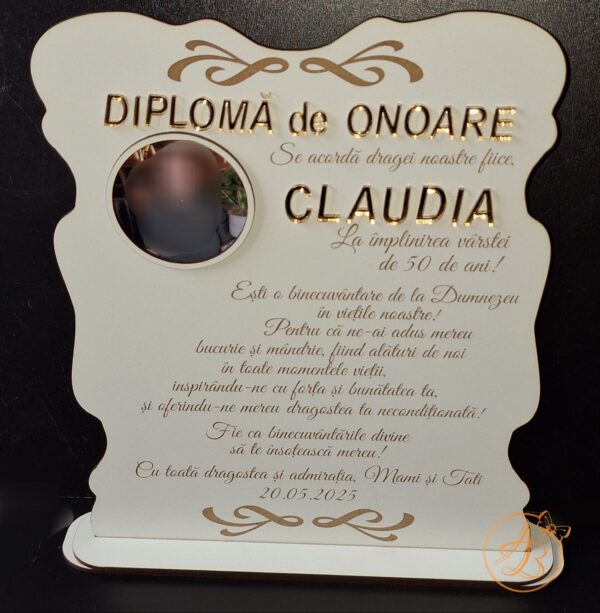 DIPLOMĂ de ONOARE
Se acordă dragei noastre fiice,
CLAUDIA
La împlinirea vârstei
de 50 de ani!
Ești o binecuvântare de la Dumnezeu
în viețile noastre!
Pentru că ne-ai adus mereu
bucurie și mândrie, fiind alături de noi
în toate momentele vieții,
inspirându-ne cu forța și bunătatea ta,
și oferindu-ne mereu dragostea ta necondiționată!
Fie ca binecuvântările divine
să te însoțească mereu!
Cu toată dragostea și admirația, Mami și Tati
20.05.2025
AB